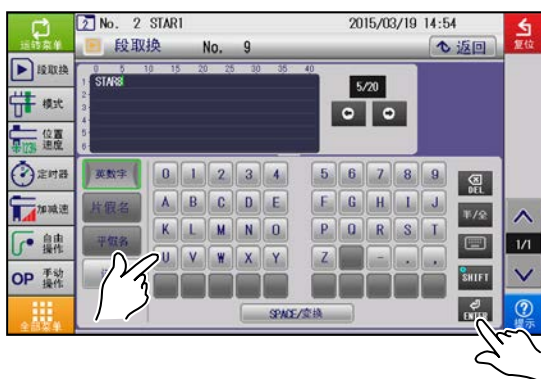 运转菜单
2 No. 2 STAR1 2015/03/19 14:54
复位
段取换 No. 9 返回
段取换
模式
位置
速度
定时器
加减速
自由
操作
OP 手动
操作
全部菜单
0 5 10 15 20 25 30 35 40
1 STAR8
2
3
4
5
6
5/20
英数字
片假名
平假名
0 1 2 3 4 5 6 7 8 9
DEL
A B C D E F G H I J
半/全
K L M N O P Q R S T
U V W X Y Z - . ,
SHIFT
SPACE/变换
ENTER
1/1
提示